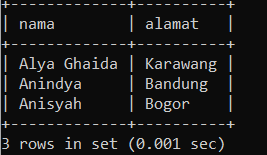 +-------------+----------+
| nama        | alamat   |
+-------------+----------+
| Alya Ghaida | Karawang |
| Anindya     | Bandung  |
| Anisyah     | Bogor    |
+-------------+----------+
3 rows in set (0.001 sec)